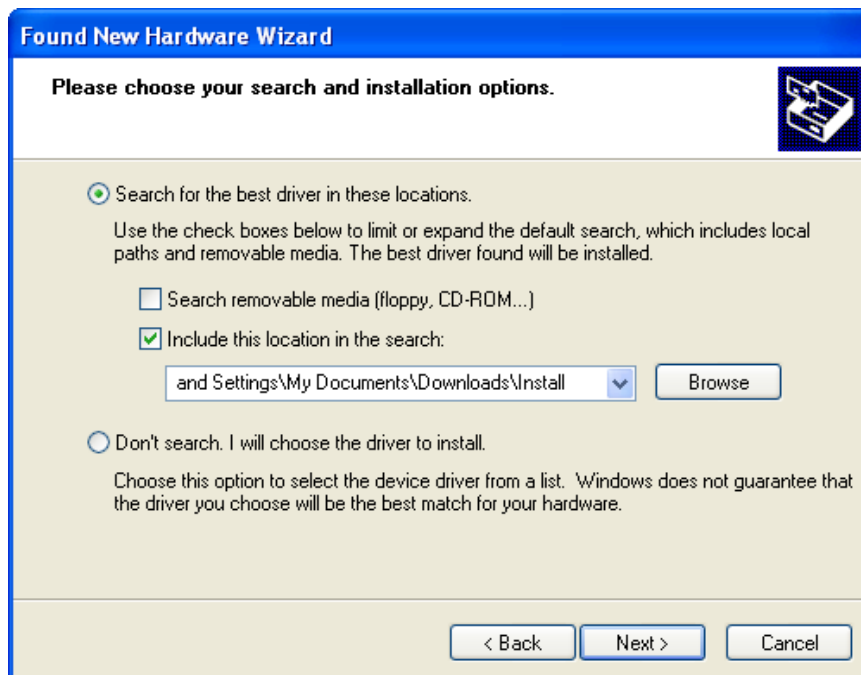 Found New Hardware Wizard
Please choose your search and installation options.
Search for the best driver in these locations.
Use the check boxes below to limit or expand the default search, which includes local
paths and removable media. The best driver found will be installed.
Search removable media (floppy, CD-ROM...)
Include this location in the search:
and Settings\My Documents\Downloads\Install
Browse
Don't search. I will choose the driver to install.
Choose this option to select the device driver from a list. Windows does not guarantee that
the driver you choose will be the best match for your hardware.
< Back
Next >
Cancel